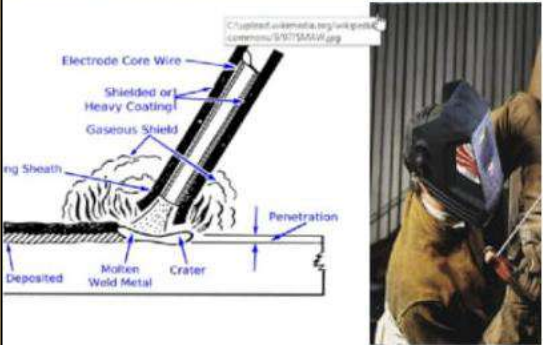 Electrode Core Wire
Shielded or
Heavy Coating
Gaseous Shield
ng Sheath
Penetration
Deposited
Molten
Weld Metal
Crater